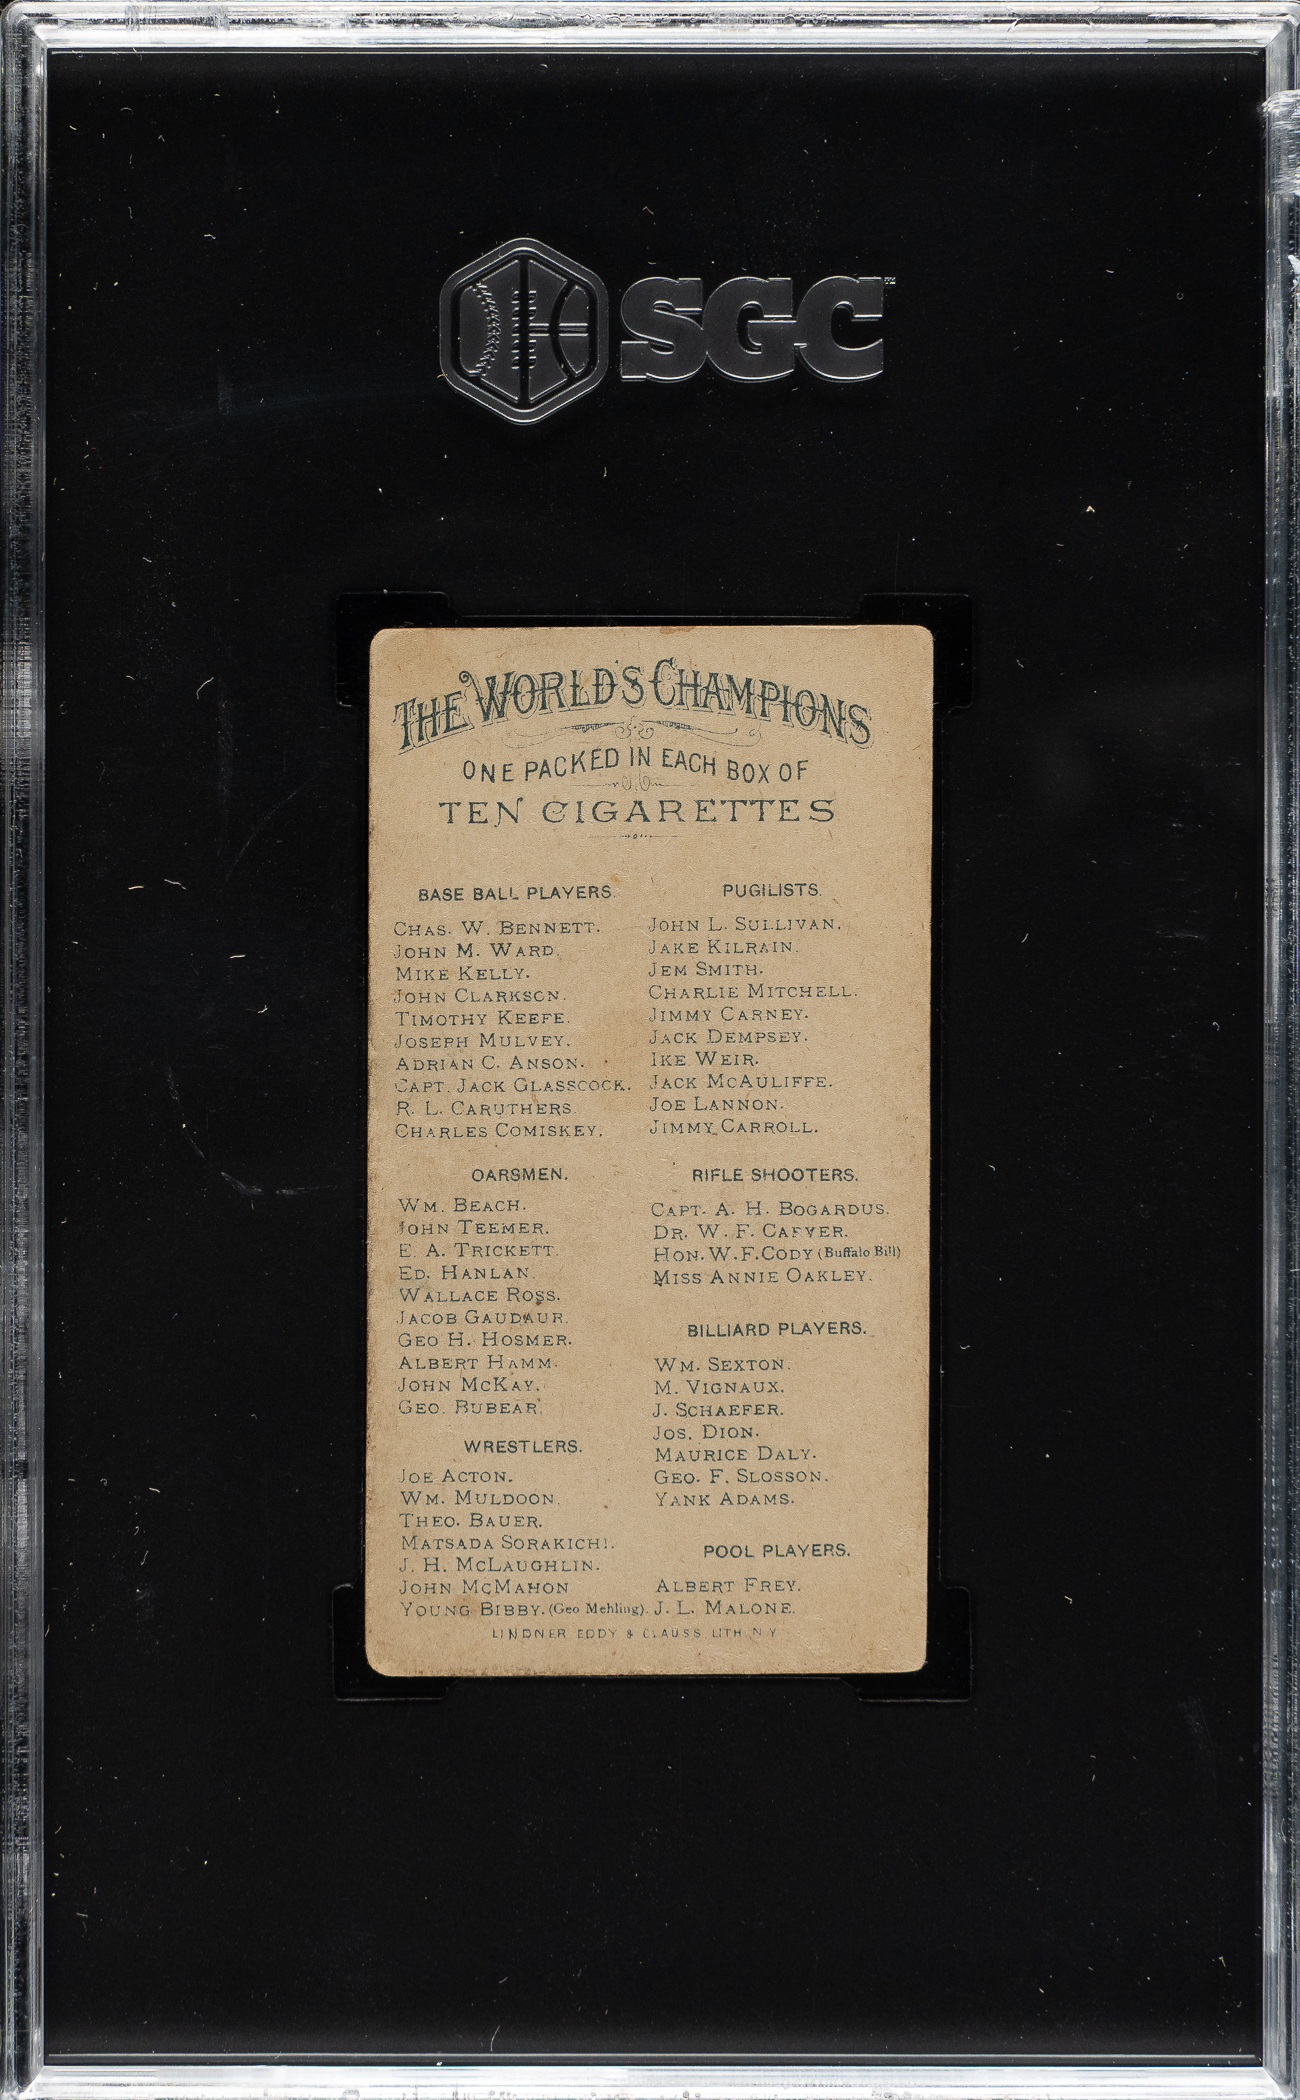 SGC
THE WORLD'S CHAMPIONS
ONE PACKED IN EACH BOX OF
TEN CIGARETTES
BASE BALL PLAYERS.
CHAS. W. BENNETT.
JOHN M. WARD.
MIKE KELLY.
JOHN CLARKSON.
TIMOTHY KEEFE.
JOSEPH MULVEY.
ADRIAN C. ANSON.
CAPT. JACK GLASSCOCK.
R. L. CARUTHERS.
CHARLES COMISKEY.
OARSMEN.
WM. BEACH.
JOHN TEEMER.
E. A. TRICKETT.
ED. HANLAN.
WALLACE ROSS.
JACOB GAUDAUR.
GEO H. HOSMER.
ALBERT HAMM.
JOHN MCKAY.
GEO. BUBEAR.
WRESTLERS.
JOE ACTON.
WM. MULDOON.
THEO. BAUER.
MATSADA SORAKICHI.
J. H. MCLAUGHLIN.
JOHN MCMAHON
YOUNG BIBBY. (Geo Mehling).
PUGILISTS.
JOHN L. SULLIVAN.
JAKE KILRAIN.
JEM SMITH.
CHARLIE MITCHELL.
JIMMY CARNEY.
JACK DEMPSEY.
IKE WEIR.
JACK MCAULIFFE.
JOE LANNON.
JIMMY CARROLL.
RIFLE SHOOTERS.
CAPT. A. H. BOGARDUS.
DR. W. F. CARVER.
HON. W. F. CODY (Buffalo Bill)
MISS ANNIE OAKLEY.
BILLIARD PLAYERS.
WM. SEXTON.
M. VIGNAUX.
J. SCHAEFER.
JOS. DION.
MAURICE DALY.
GEO. F. SLOSSON.
YANK ADAMS.
POOL PLAYERS.
ALBERT FREY.
J. L. MALONE.
LINDNER EDDY & CLAUSS LITH N.Y.